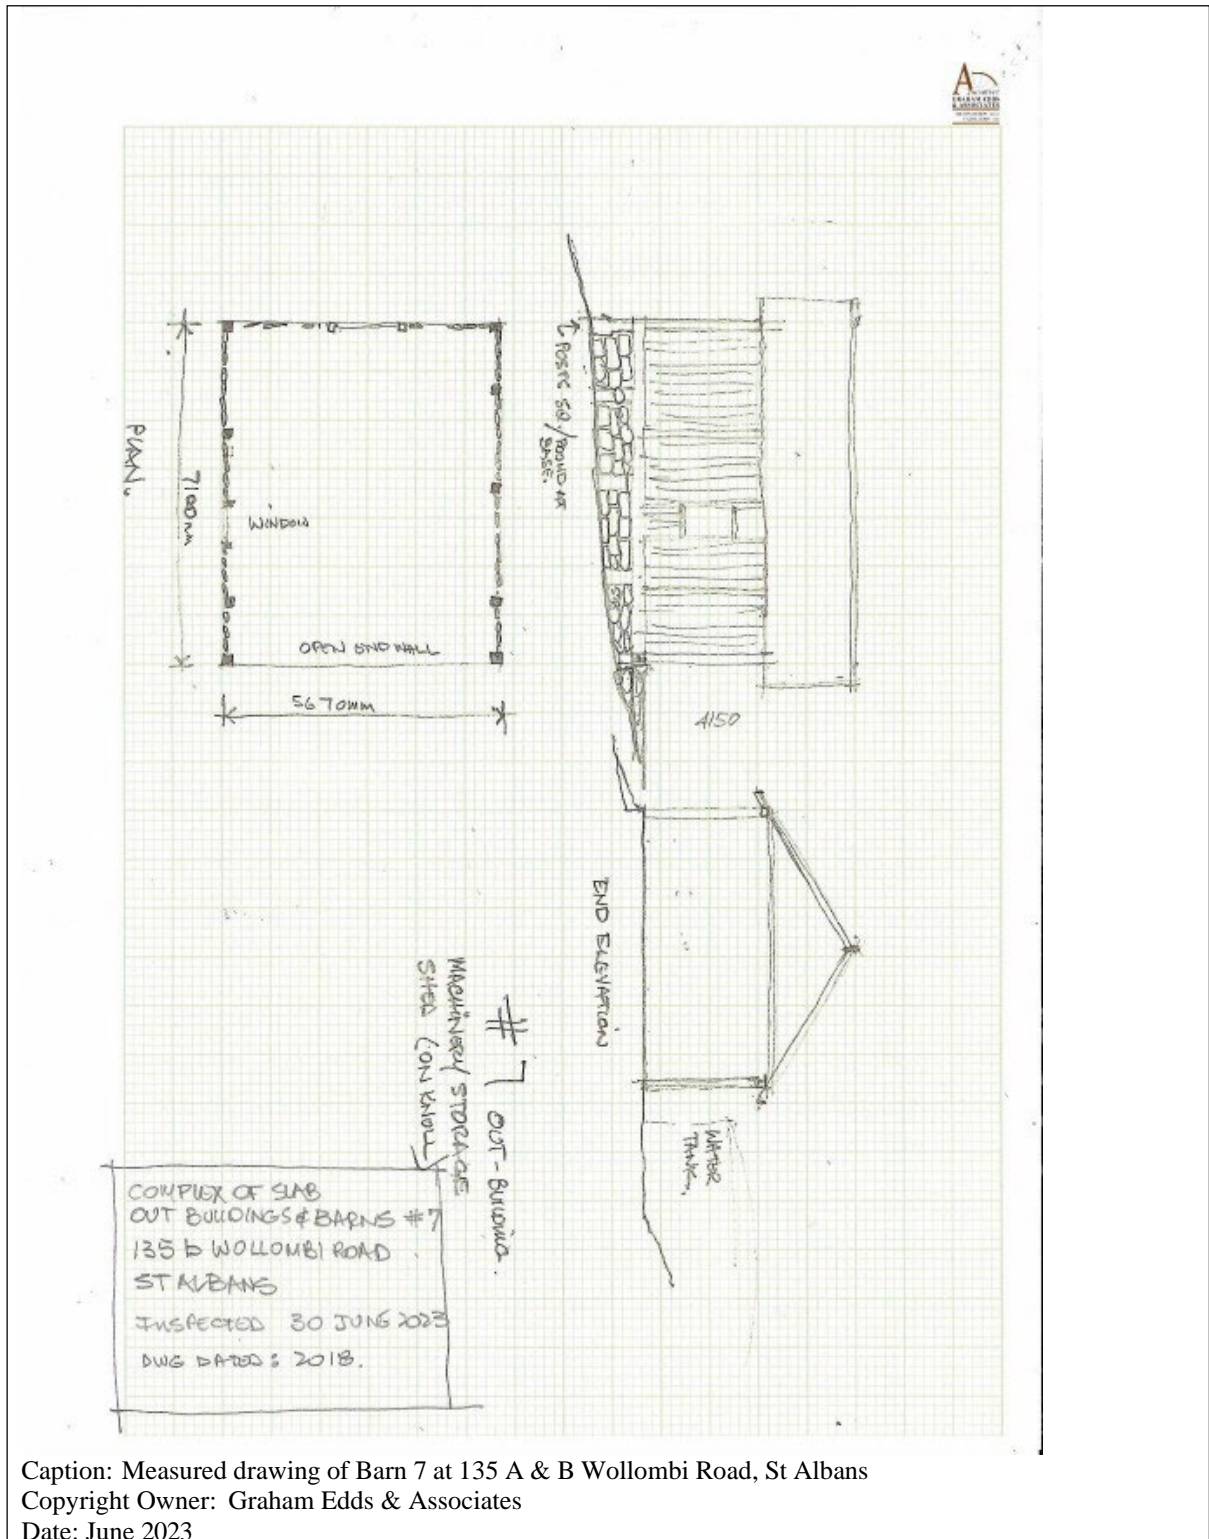 GRAHAM EDDS
& ASSOCIATES
PLAN.
7100mm
WINDOW
OPEN END WALL
5670mm
POSTS SQ./ROUND AT
BASE.
4150
END ELEVATION
WATER
TANK.
#7 OUT-BUILDING.
MACHINERY/STORAGE
SHED (ON KNOLL)
COMPLEX OF SLAB
OUT BUILDINGS & BARNS #7
135 b WOLLOMBI ROAD
ST ALBANS
INSPECTED 30 JUNE 2023
DWG DATED: 2018.
Caption: Measured drawing of Barn 7 at 135 A & B Wollombi Road, St Albans
Copyright Owner: Graham Edds & Associates
Date: June 2023